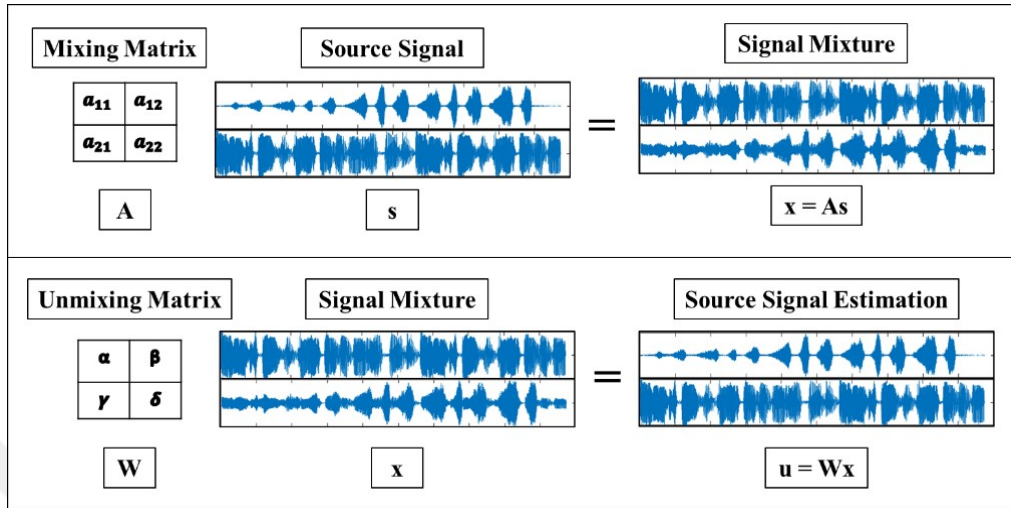 Mixing Matrix
Source Signal
Signal Mixture
a₁₁ a₁₂
a₂₁ a₂₂
=
A
s
x = As
Unmixing Matrix
Signal Mixture
Source Signal Estimation
α β
γ δ
=
W
x
u = Wx